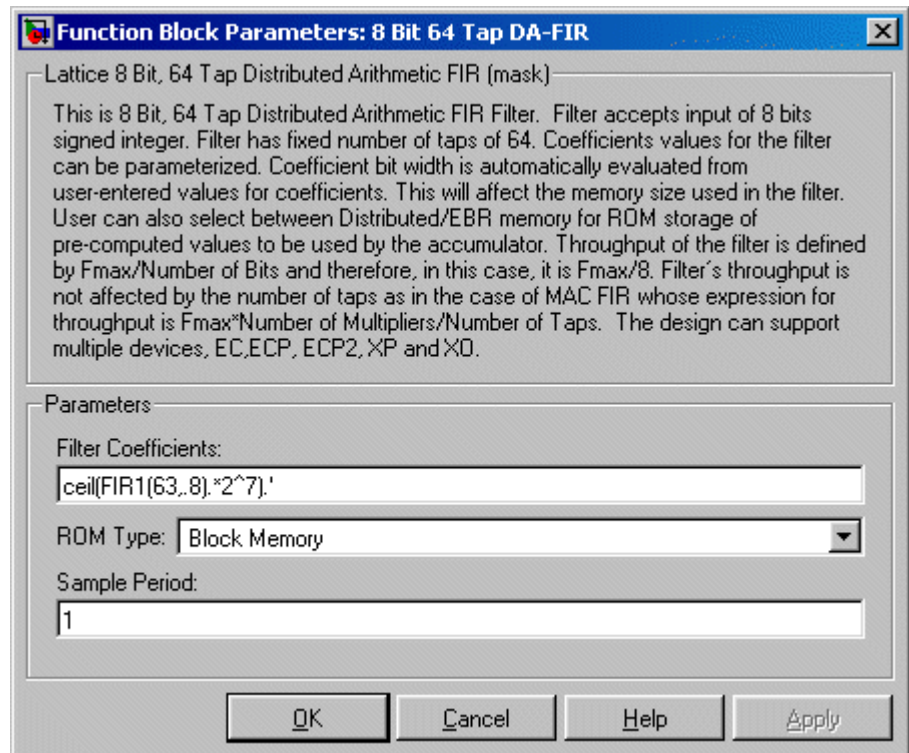 Function Block Parameters: 8 Bit 64 Tap DA-FIR
Lattice 8 Bit, 64 Tap Distributed Arithmetic FIR (mask)
This is 8 Bit, 64 Tap Distributed Arithmetic FIR Filter.  Filter accepts input of 8 bits
signed integer. Filter has fixed number of taps of 64. Coefficients values for the filter
can be parameterized. Coefficient bit width is automatically evaluated from
user-entered values for coefficients. This will affect the memory size used in the filter.
User can also select between Distributed/EBR memory for ROM storage of
pre-computed values to be used by the accumulator. Throughput of the filter is defined
by Fmax/Number of Bits and therefore, in this case, it is Fmax/8. Filter´s throughput is
not affected by the number of taps as in the case of MAC FIR whose expression for
throughput is Fmax*Number of Multipliers/Number of Taps.  The design can support
multiple devices, EC,ECP, ECP2, XP and XO.
Parameters
Filter Coefficients:
ceil(FIR1(63,.8).*2^7).'
ROM Type: Block Memory
Sample Period:
1
OK Cancel Help Apply